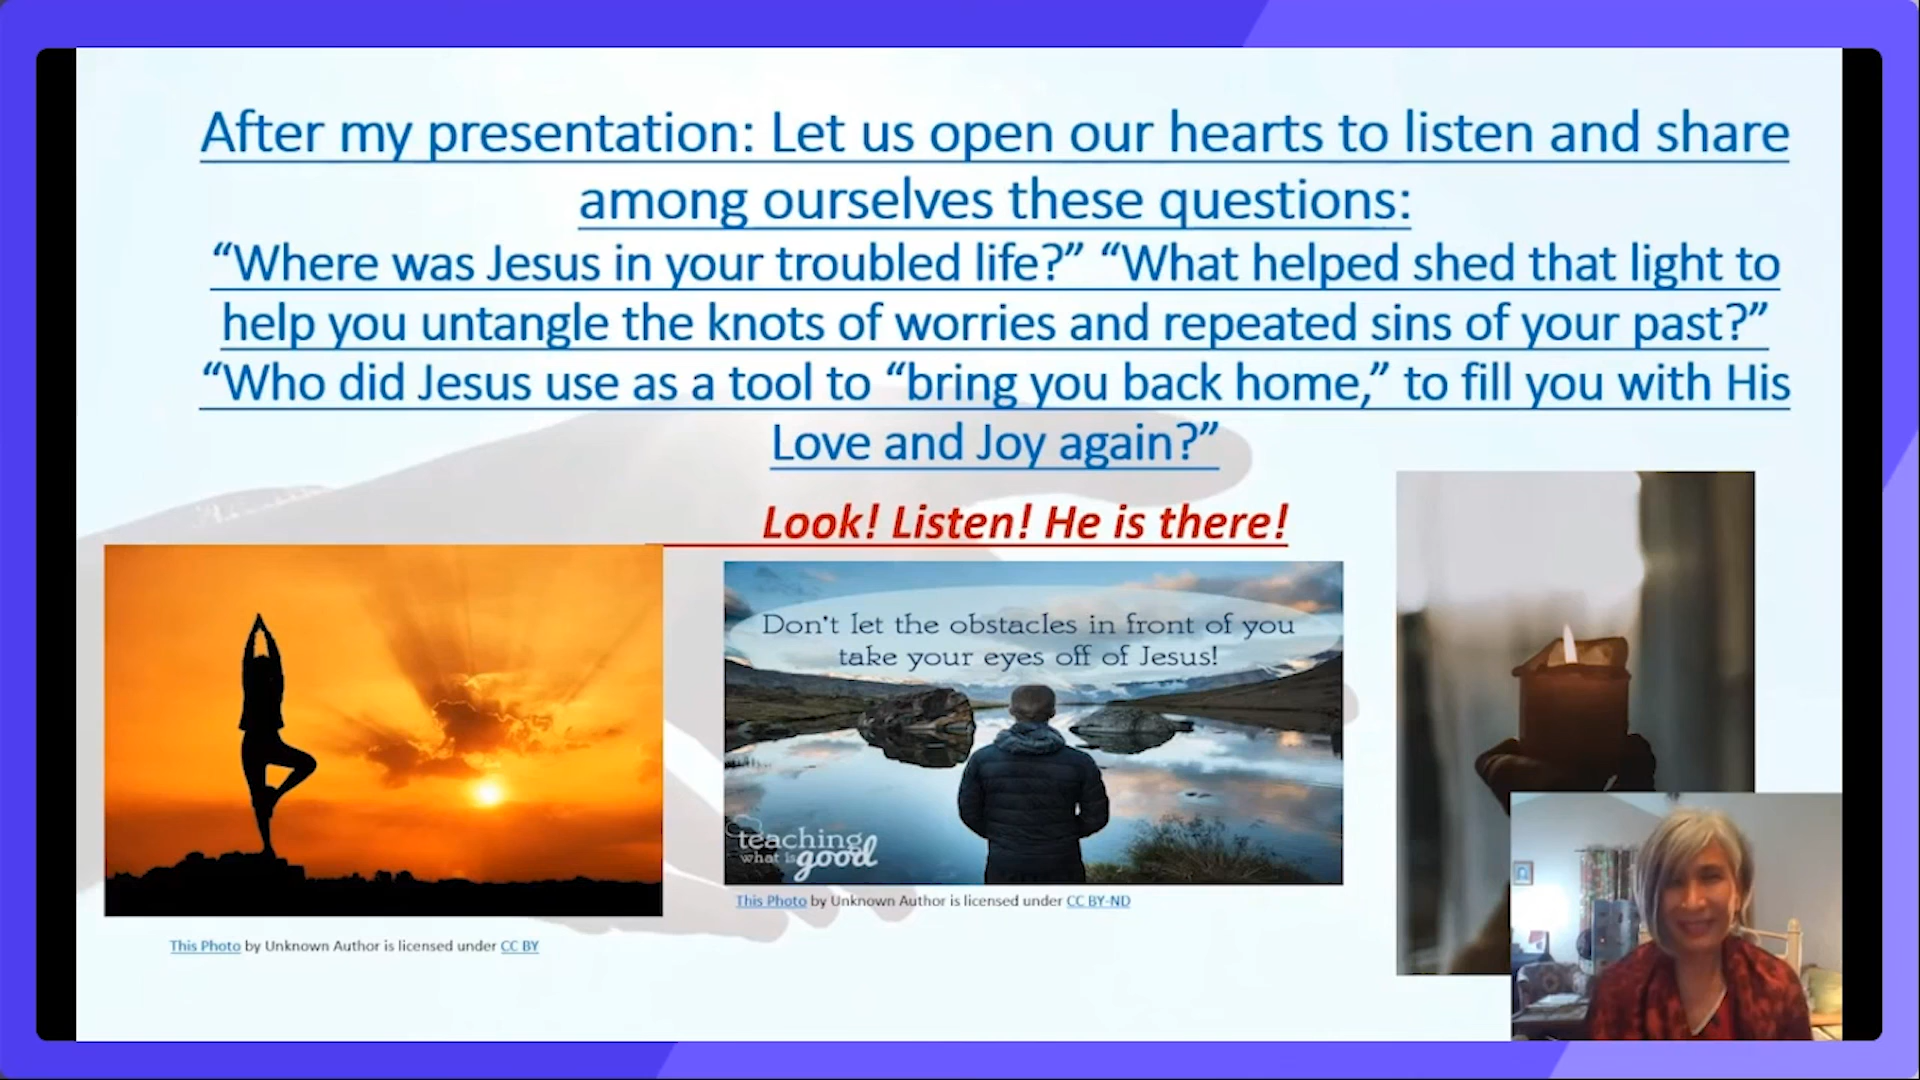 After my presentation: Let us open our hearts to listen and share
among ourselves these questions:
“Where was Jesus in your troubled life?” “What helped shed that light to
help you untangle the knots of worries and repeated sins of your past?”
“Who did Jesus use as a tool to “bring you back home,” to fill you with His
Love and Joy again?”
Look! Listen! He is there!
Don't let the obstacles in front of you
take your eyes off of Jesus!
teaching
what is good
This Photo by Unknown Author is licensed under CC BY-ND
This Photo by Unknown Author is licensed under CC BY